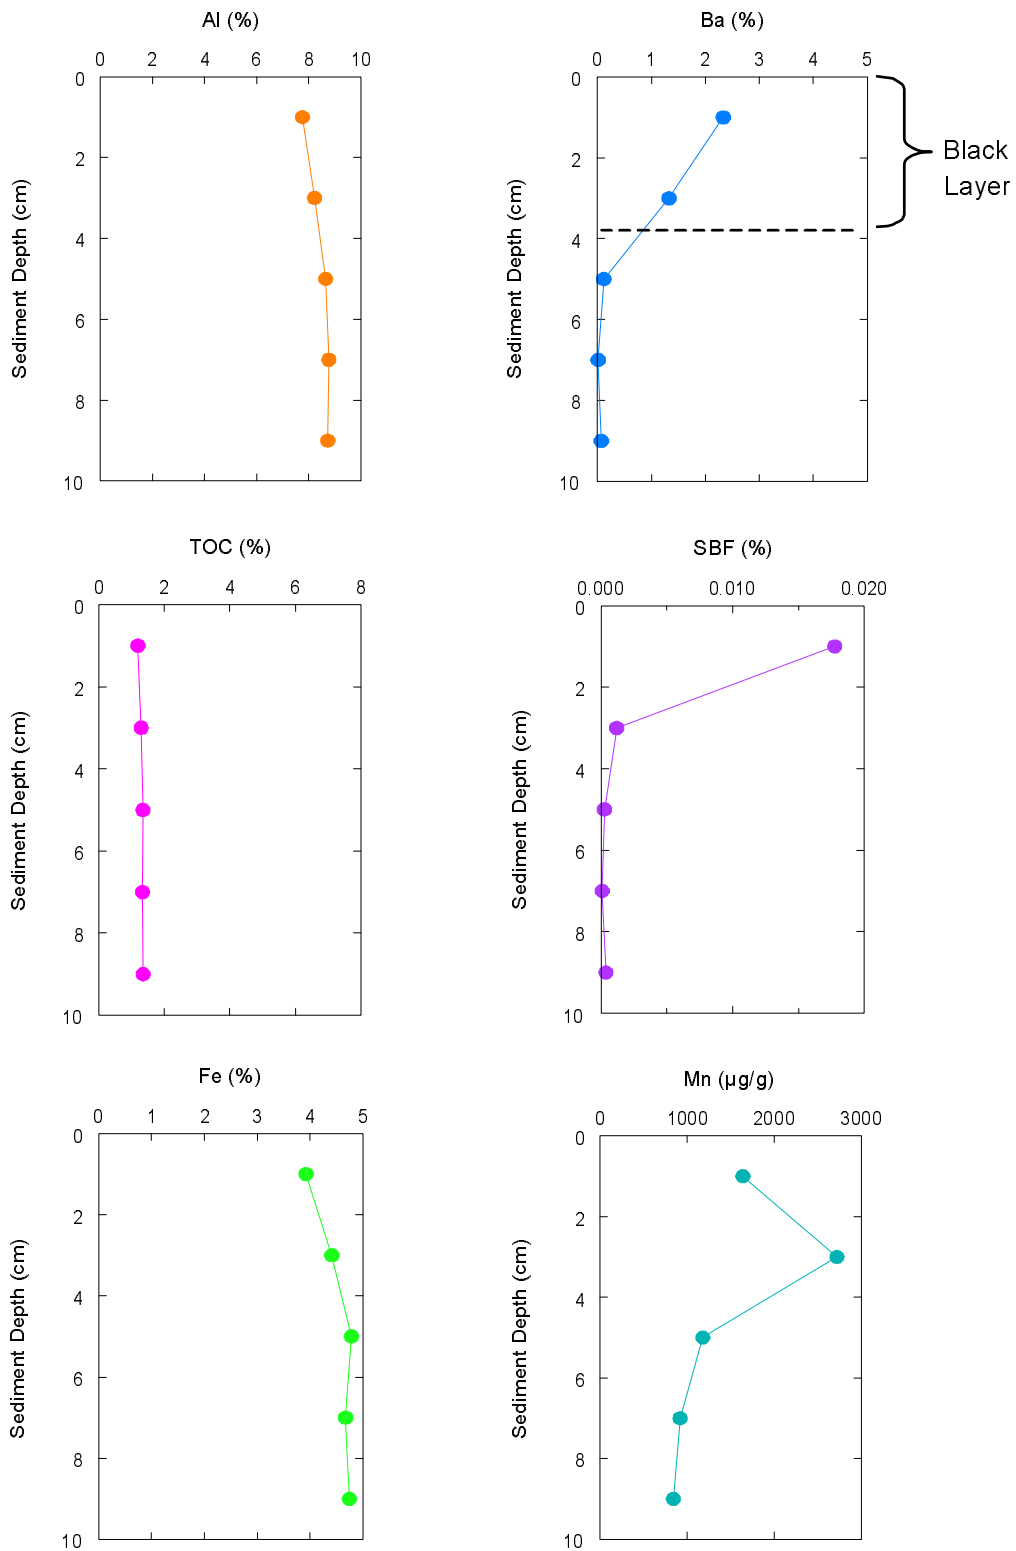 Al (%)
0 2 4 6 8 10
0
2
4
6
8
10
Sediment Depth (cm)
Ba (%)
0 1 2 3 4 5
0
2
4
6
8
10
Sediment Depth (cm)
Black
Layer
TOC (%)
0 2 4 6 8
0
2
4
6
8
10
Sediment Depth (cm)
SBF (%)
0.000 0.010 0.020
0
2
4
6
8
10
Sediment Depth (cm)
Fe (%)
0 1 2 3 4 5
0
2
4
6
8
10
Sediment Depth (cm)
Mn (µg/g)
0 1000 2000 3000
0
2
4
6
8
10
Sediment Depth (cm)